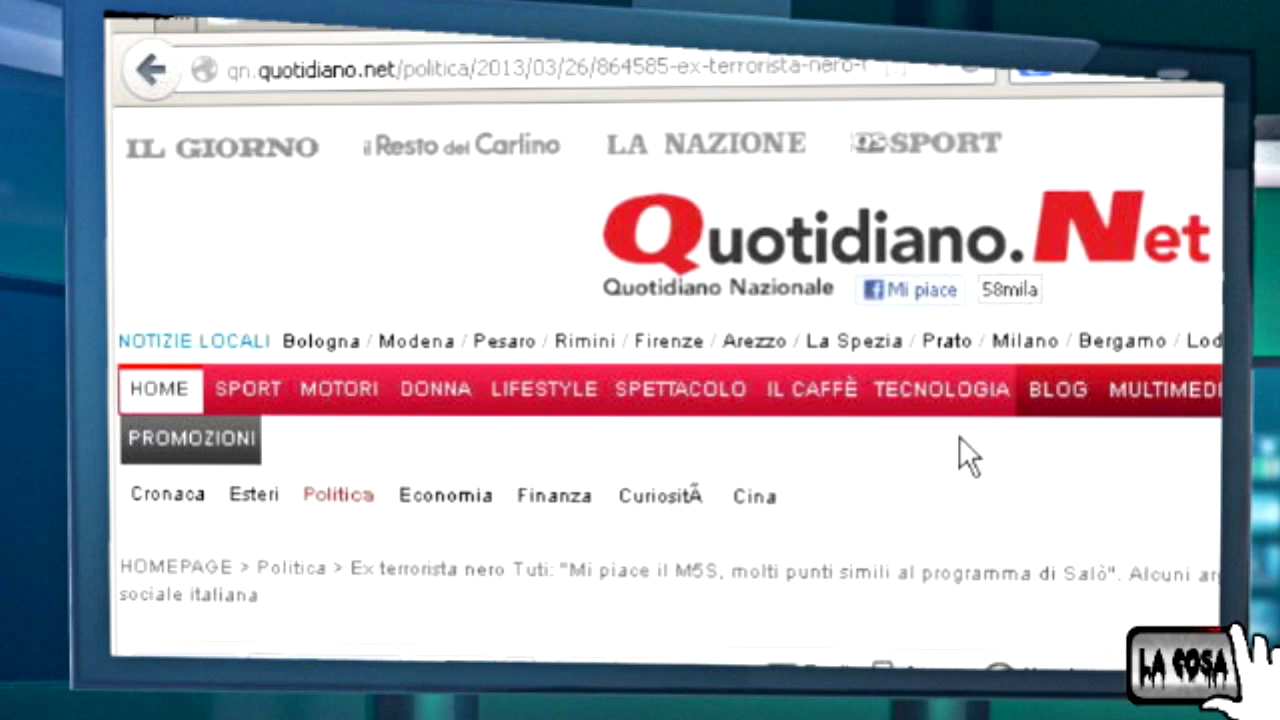 qn.quotidiano.net/politica/2013/03/26/864585-ex-terrorista-nero-t
IL GIORNO il Resto del Carlino LA NAZIONE QS SPORT
Quotidiano.Net
Quotidiano Nazionale Mi piace 58mila
NOTIZIE LOCALI Bologna / Modena / Pesaro / Rimini / Firenze / Arezzo / La Spezia / Prato / Milano / Bergamo / Lod
HOME SPORT MOTORI DONNA LIFESTYLE SPETTACOLO IL CAFFÈ TECNOLOGIA BLOG MULTIMEDI
PROMOZIONI
Cronaca Esteri Politica Economia Finanza CuriositÃ Cina
HOMEPAGE > Politica > Ex terrorista nero Tuti: "Mi piace il M5S, molti punti simili al programma di Salò". Alcuni ar
sociale italiana
LA COSA